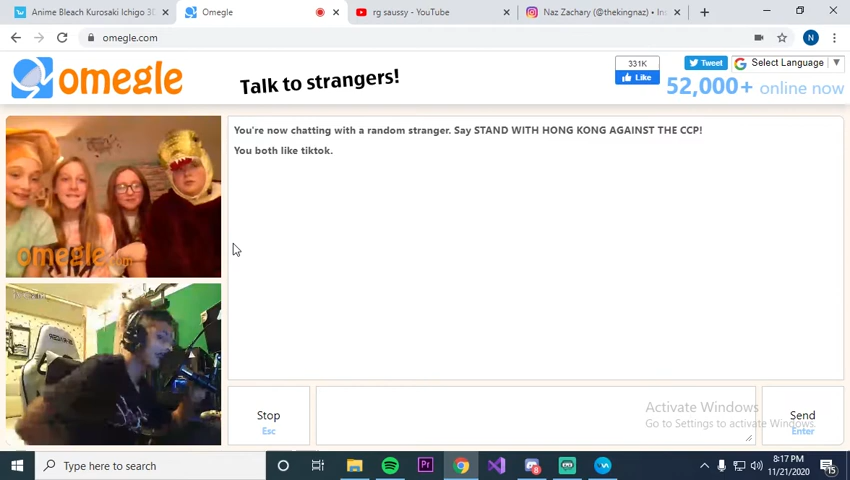 Anime Bleach Kurosaki Ichigo 3D
Omegle
rg saussy - YouTube
Naz Zachary (@thekingnaz) • In
omegle.com
N
omegle
Talk to strangers!
331K
Like
Tweet
G Select Language
52,000+ online now
You're now chatting with a random stranger. Say STAND WITH HONG KONG AGAINST THE CCP!
You both like tiktok.
omegle.com
Stop
Esc
Send
Enter
Activate Windows
Go to Settings to activate Windows.
Type here to search
Pr
8:17 PM
11/21/2020
15